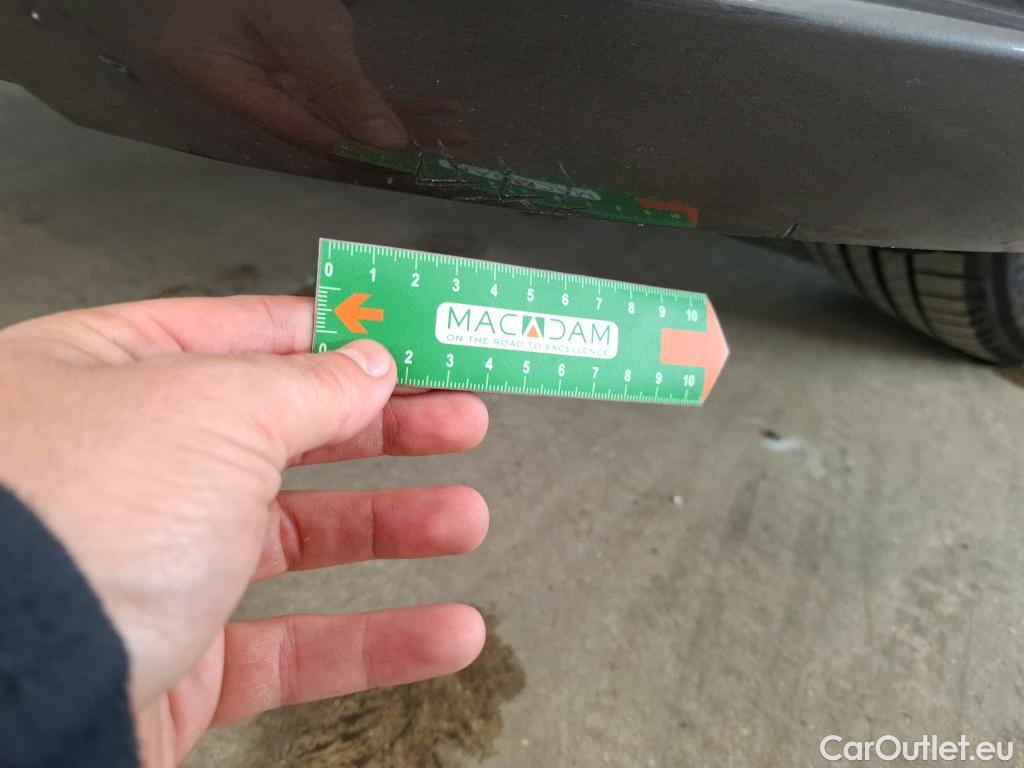 0 1 2 3 4 5 6 7 8 9 10
MACADAM
ON THE ROAD TO EXCELLENCE
0 2 3 4 5 6 7 8 9 10
CarOutlet.eu